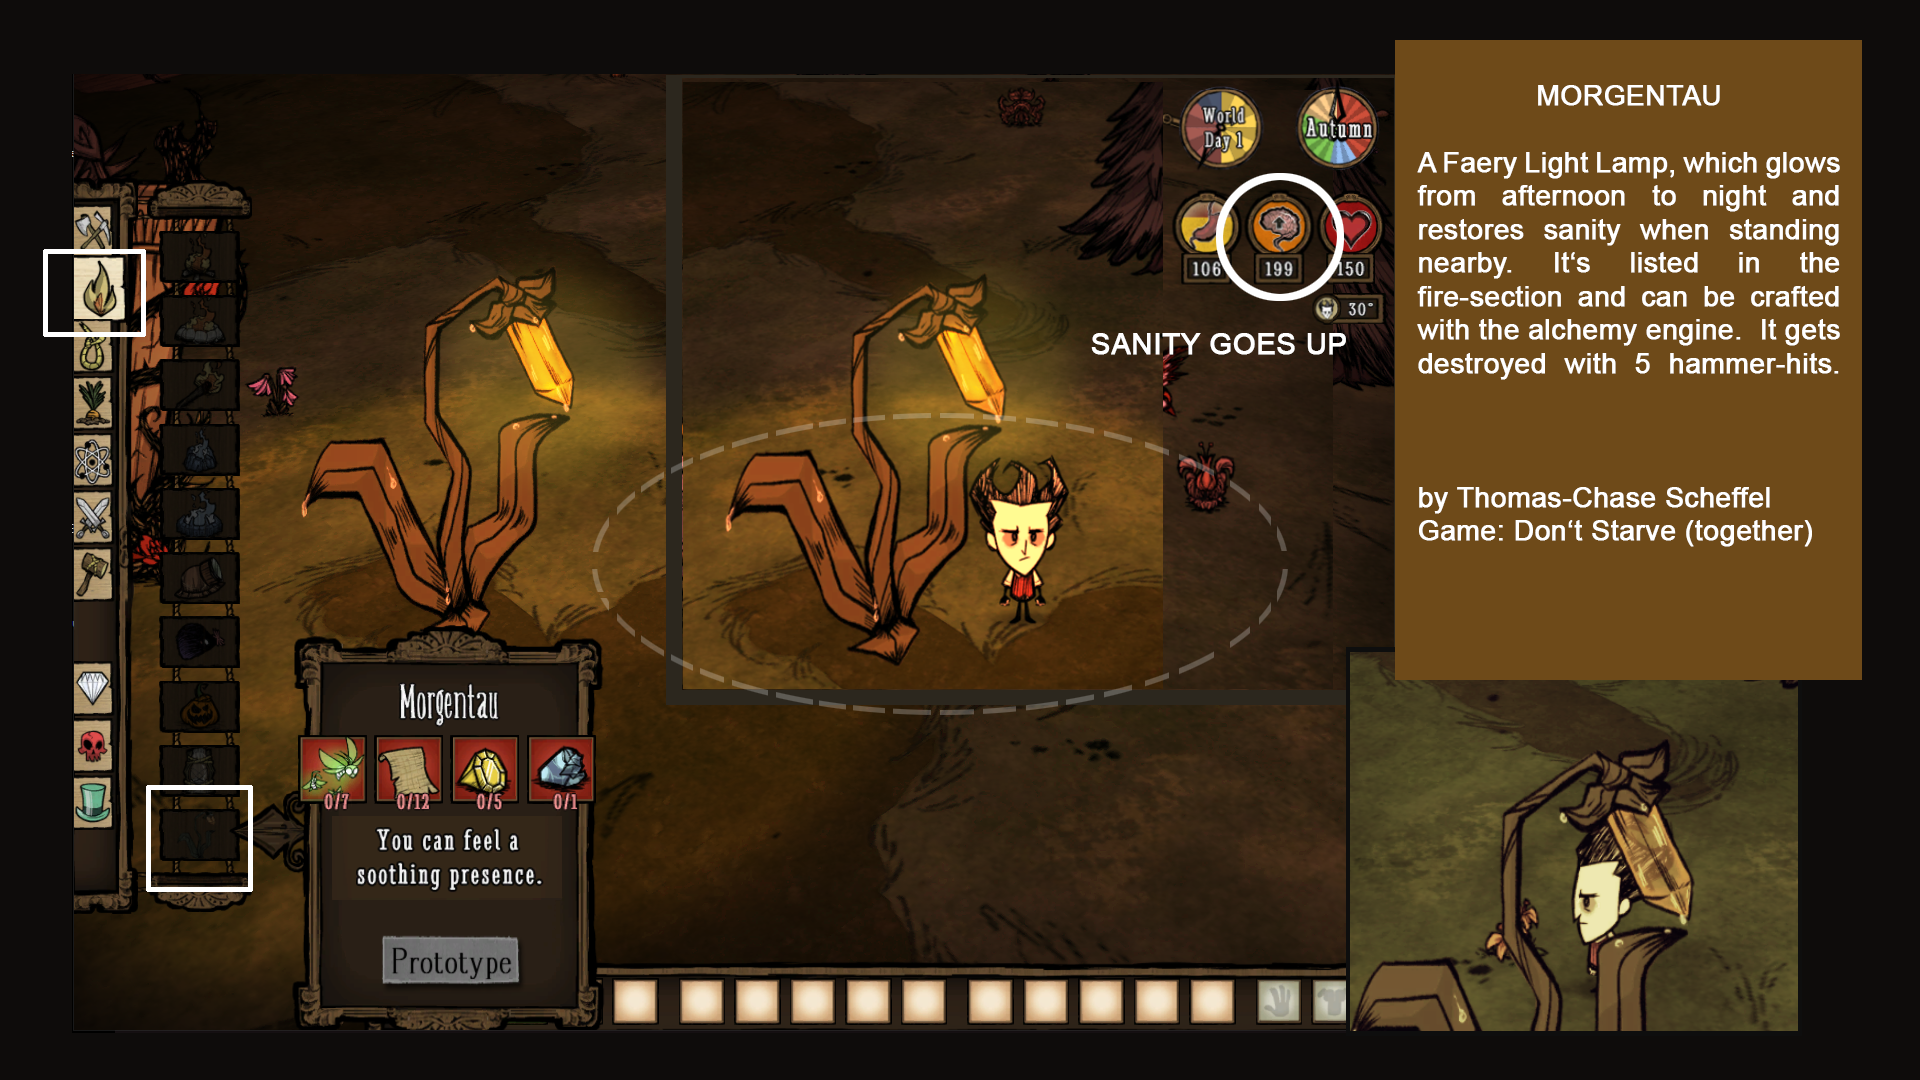 MORGENTAU
A Faery Light Lamp, which glows
from afternoon to night and
restores sanity when standing
nearby. It‘s listed in the
fire-section and can be crafted
with the alchemy engine. It gets
destroyed with 5 hammer-hits.
by Thomas-Chase Scheffel
Game: Don‘t Starve (together)
World
Day 1
Autumn
106
199
150
30°
SANITY GOES UP
Morgentau
0/7
0/12
0/5
0/1
You can feel a
soothing presence.
Prototype